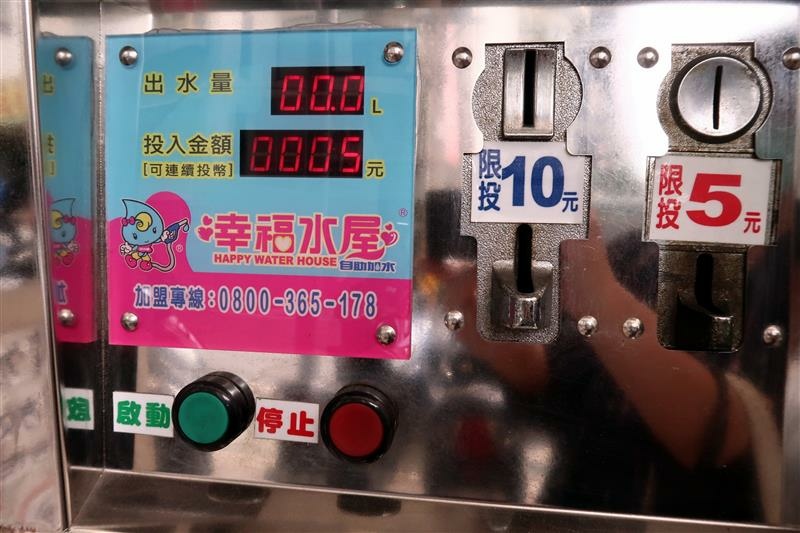 出水量 00.0 L
投入金額 0005 元
[可連續投幣]
幸福水屋®
HAPPY WATER HOUSE 自助加水
®
加盟專線:0800-365-178
限投10元
限投5元
啟動
停止